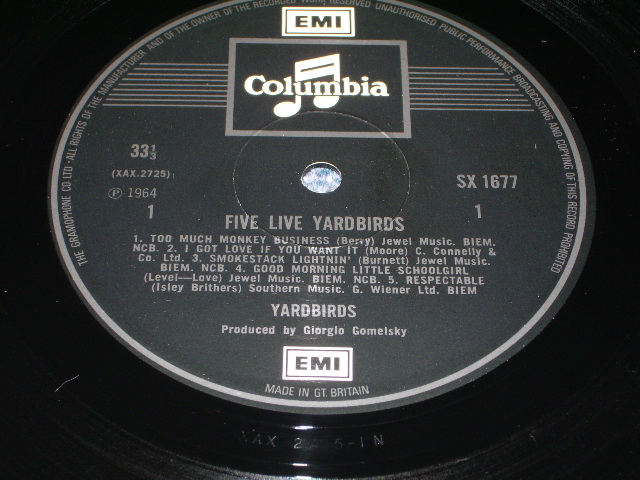 THE GRAMOPHONE CO LTD · ALL RIGHTS OF THE MANUFACTURER AND OF THE OWNER OF THE RECORDED WORK RESERVED UNAUTHORISED PUBLIC PERFORMANCE BROADCASTING AND COPYING OF THIS RECORD PROHIBITED
EMI
Columbia
33⅓
(XAX.2725)
Ⓟ 1964
1
SX 1677
1
FIVE LIVE YARDBIRDS
1. TOO MUCH MONKEY BUSINESS (Berry) Jewel Music. BIEM.
NCB. 2. I GOT LOVE IF YOU WANT IT (Moore) C. Connelly &
Co. Ltd. 3. SMOKESTACK LIGHTNIN' (Burnett) Jewel Music.
BIEM. NCB. 4. GOOD MORNING LITTLE SCHOOLGIRL
(Level—Love) Jewel Music. BIEM. NCB. 5. RESPECTABLE
(Isley Brithers) Southern Music. G. Wiener Ltd. BIEM
YARDBIRDS
Produced by Giorgio Gomelsky
EMI
MADE IN GT. BRITAIN